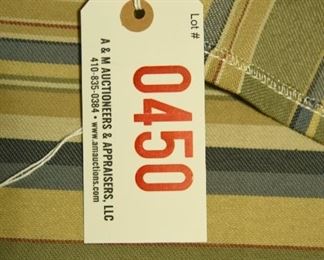 Lot #
0450
A & M AUCTIONEERS & APPRAISERS, LLC
410-835-0384 • www.amauctions.com